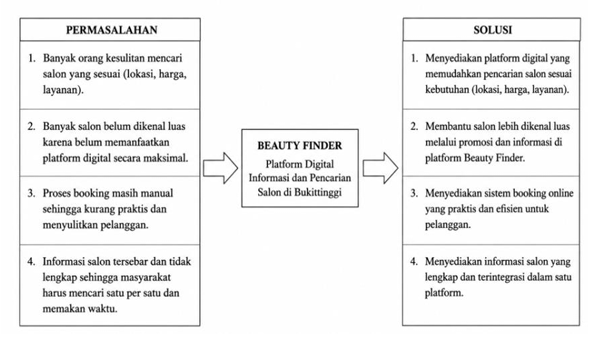 PERMASALAHAN
1. Banyak orang kesulitan mencari
salon yang sesuai (lokasi, harga,
layanan).
2. Banyak salon belum dikenal luas
karena belum memanfaatkan
platform digital secara maksimal.
3. Proses booking masih manual
sehingga kurang praktis dan
menyulitkan pelanggan.
4. Informasi salon tersebar dan tidak
lengkap sehingga masyarakat
harus mencari satu per satu dan
memakan waktu.
BEAUTY FINDER
Platform Digital
Informasi dan Pencarian
Salon di Bukittinggi
SOLUSI
1. Menyediakan platform digital yang
memudahkan pencarian salon sesuai
kebutuhan (lokasi, harga, layanan).
2. Membantu salon lebih dikenal luas
melalui promosi dan informasi di
platform Beauty Finder.
3. Menyediakan sistem booking online
yang praktis dan efisien untuk
pelanggan.
4. Menyediakan informasi salon yang
lengkap dan terintegrasi dalam satu
platform.